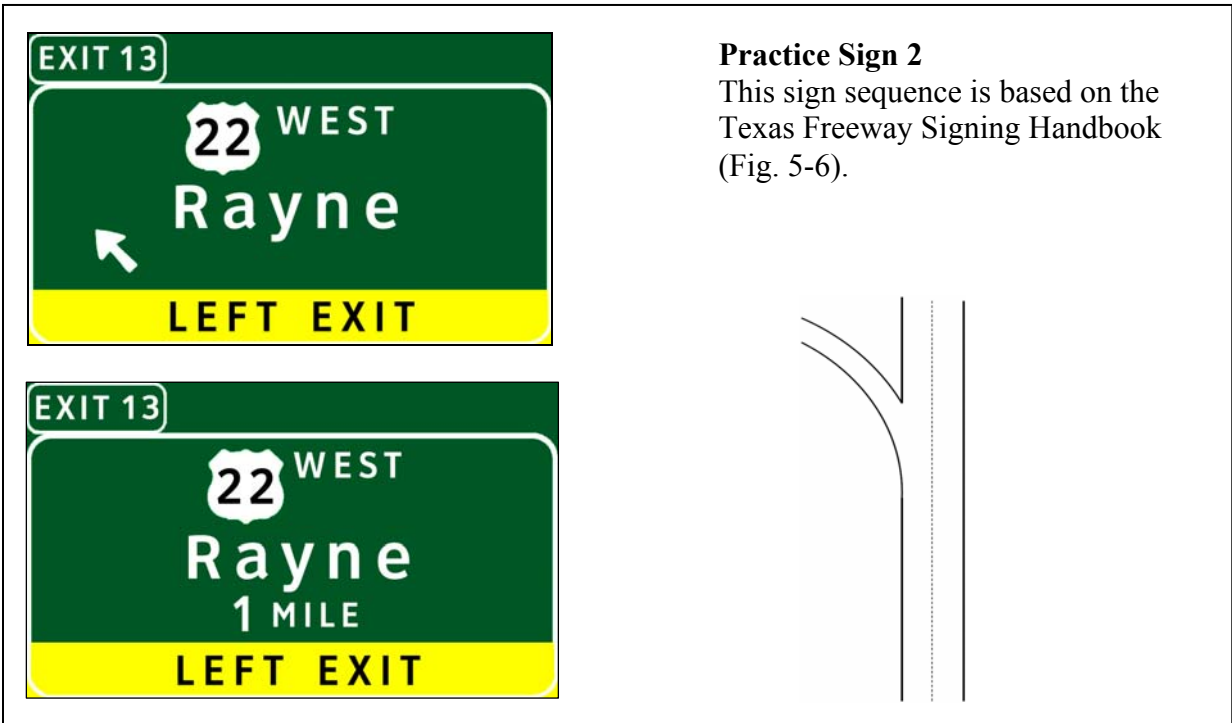 EXIT 13
22 WEST
Rayne
LEFT EXIT
EXIT 13
22 WEST
Rayne
1 MILE
LEFT EXIT
Practice Sign 2
This sign sequence is based on the
Texas Freeway Signing Handbook
(Fig. 5-6).